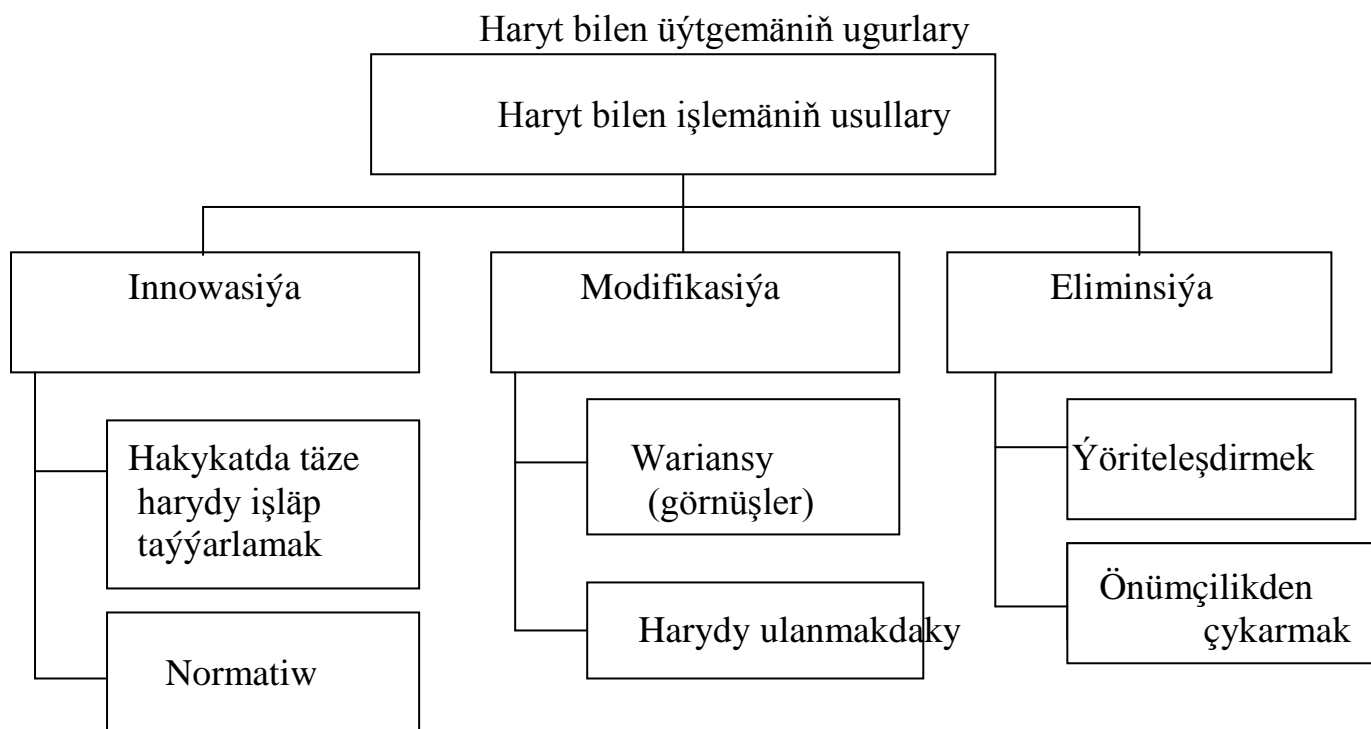 Haryt bilen üýtgemäniň ugurlary
Haryt bilen işlemäniň usullary
Innowasiýa
Modifikasiýa
Eliminsiýa
Hakykatda täze
harydy işläp
taýýarlamak
Wariansy
(görnüşler)
Ýöriteleşdirmek
Normatiw
Harydy ulanmakdaky
Önümçilikden
çykarmak